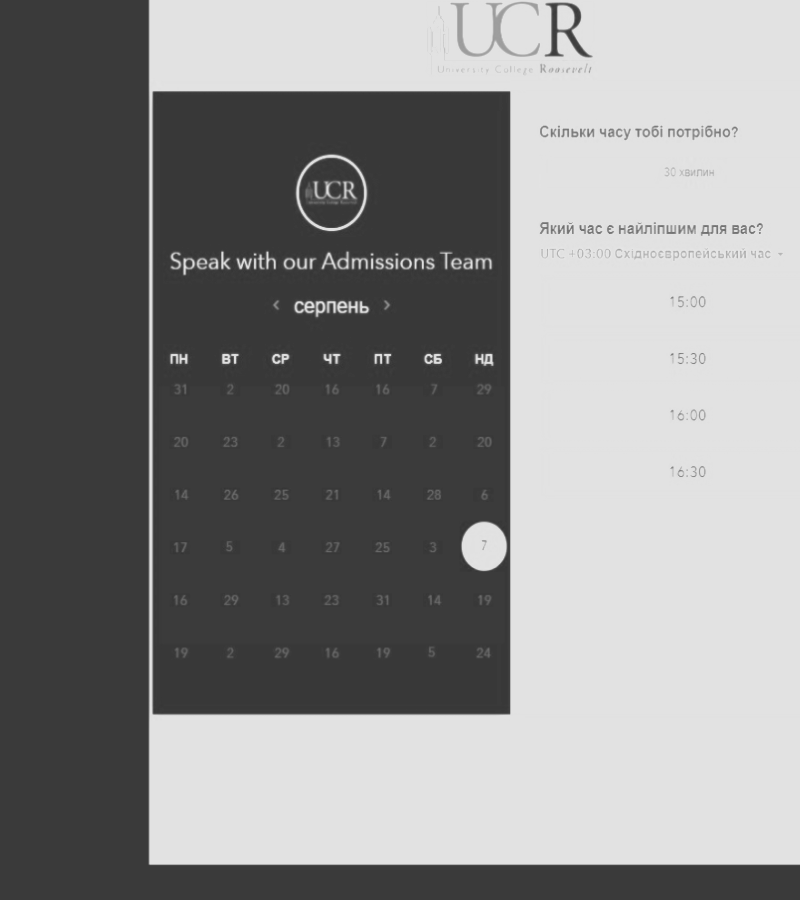 UCR
University College Roosevelt
UCR
Speak with our Admissions Team
‹ серпень ›
ПН ВТ СР ЧТ ПТ СБ НД
31 2 20 16 16 7 29
20 23 2 13 7 2 20
14 26 25 21 14 28 6
17 5 4 27 25 3 7
16 29 13 23 31 14 19
19 2 29 16 19 5 24
Скільки часу тобі потрібно?
30 хвилин
Який час є найліпшим для вас?
UTC +03:00 Східноєвропейський час
15:00
15:30
16:00
16:30